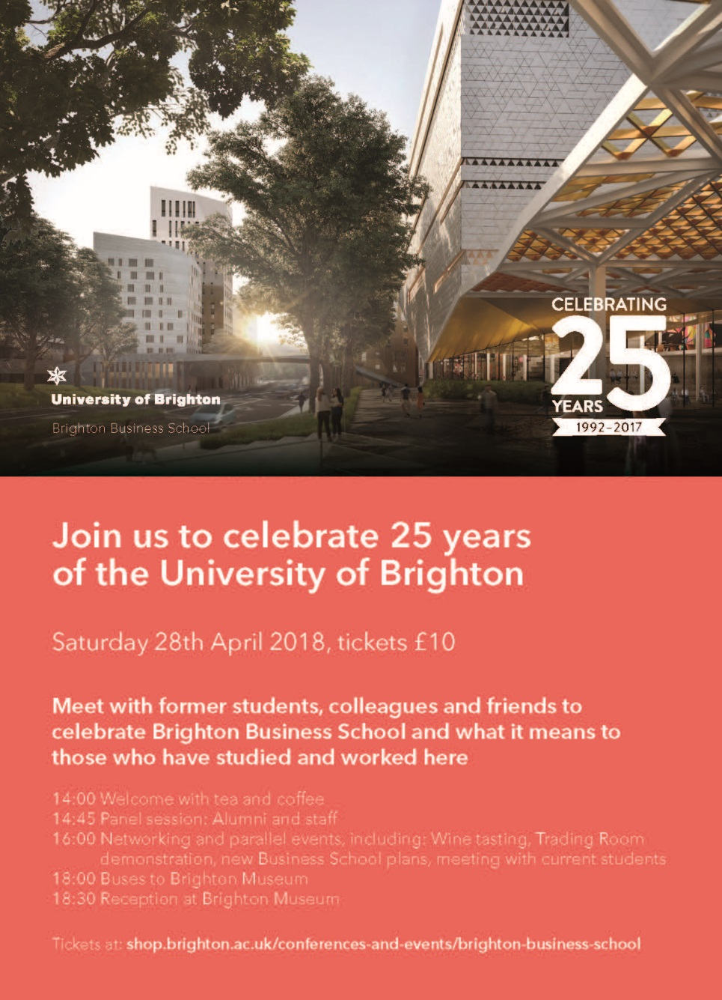 CELEBRATING
25
YEARS
1992-2017
University of Brighton
Brighton Business School
Join us to celebrate 25 years
of the University of Brighton
Saturday 28th April 2018, tickets £10
Meet with former students, colleagues and friends to
celebrate Brighton Business School and what it means to
those who have studied and worked here
14:00 Welcome with tea and coffee
14:45 Panel session: Alumni and staff
16:00 Networking and parallel events, including: Wine tasting, Trading Room
demonstration, new Business School plans, meeting with current students
18:00 Buses to Brighton Museum
18:30 Reception at Brighton Museum
Tickets at: shop.brighton.ac.uk/conferences-and-events/brighton-business-school